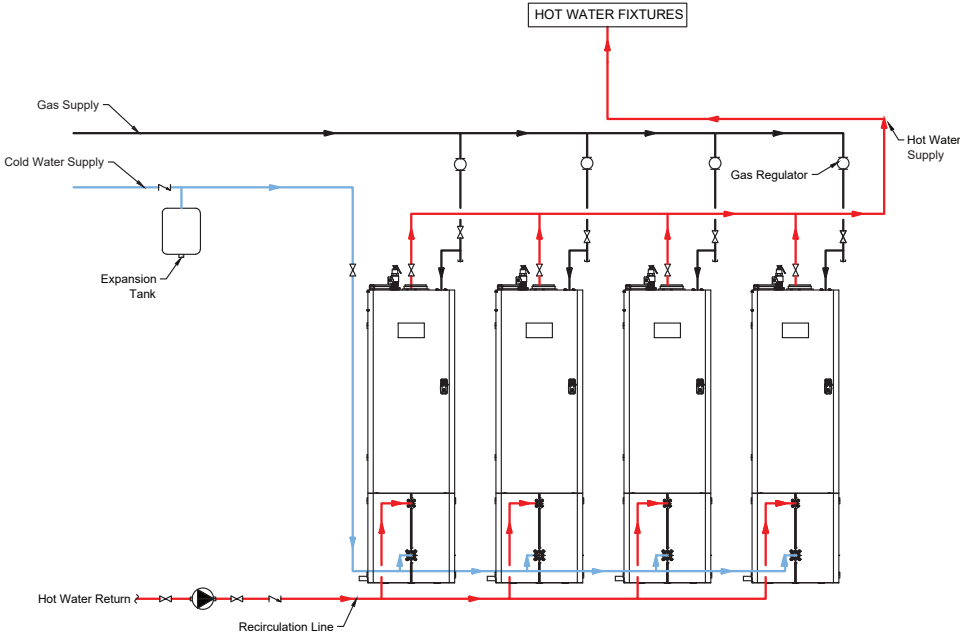 HOT WATER FIXTURES
Gas Supply
Hot Water
Supply
Cold Water Supply
Gas Regulator
Expansion
Tank
Hot Water Return
Recirculation Line